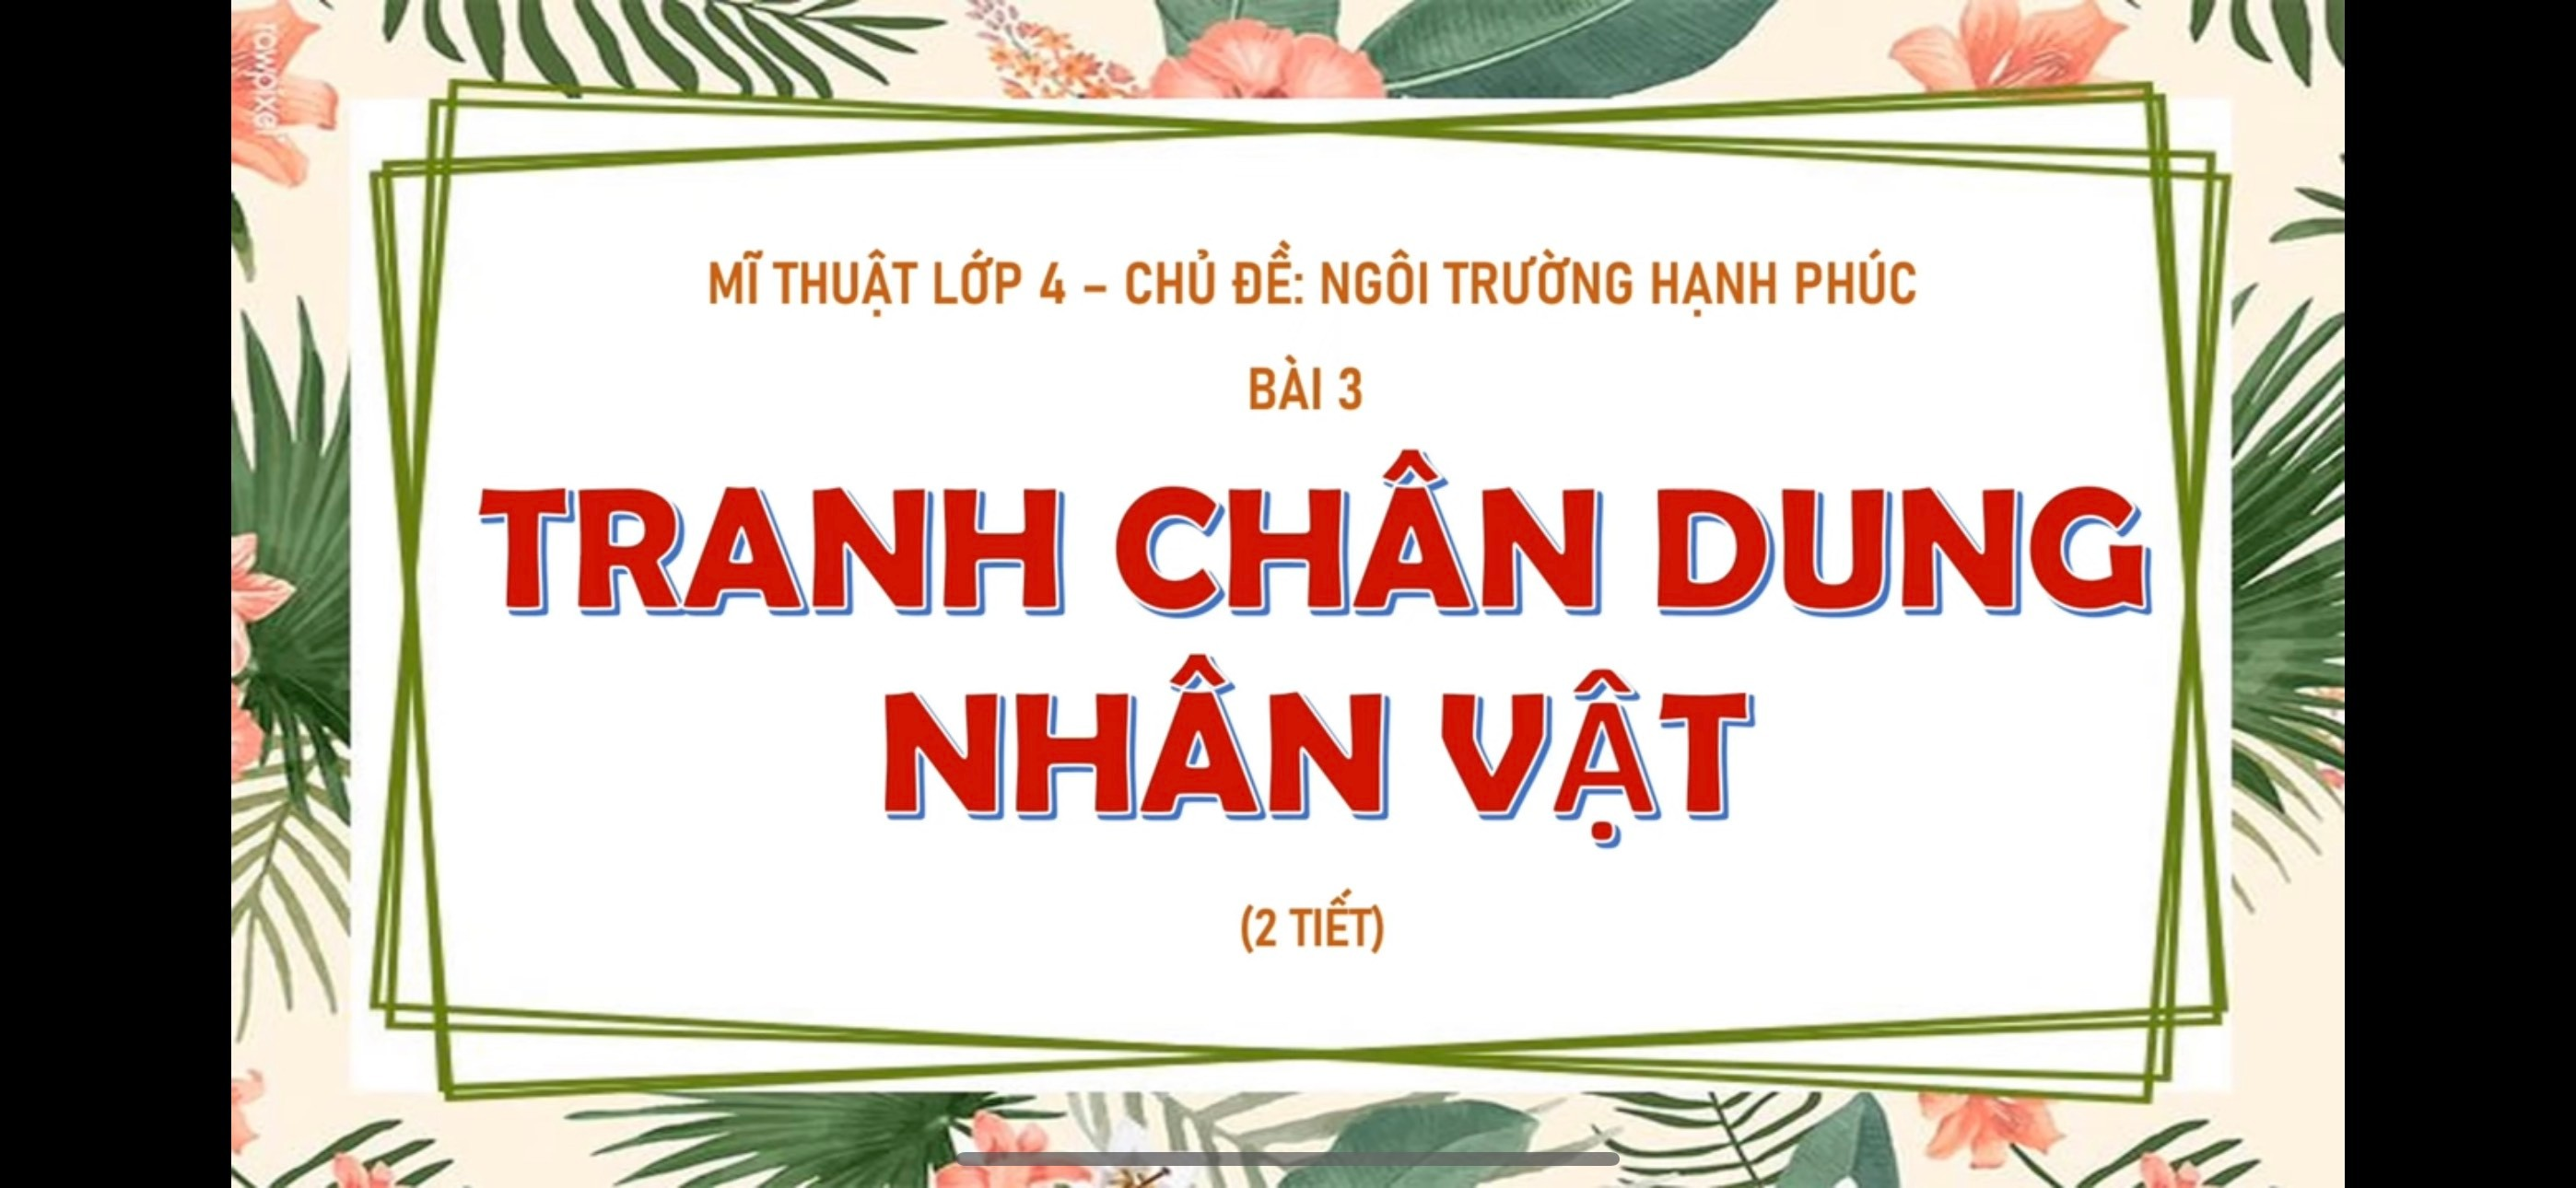 rawpixel
MĨ THUẬT LỚP 4 – CHỦ ĐỀ: NGÔI TRƯỜNG HẠNH PHÚC
BÀI 3
TRANH CHÂN DUNG
NHÂN VẬT
(2 TIẾT)